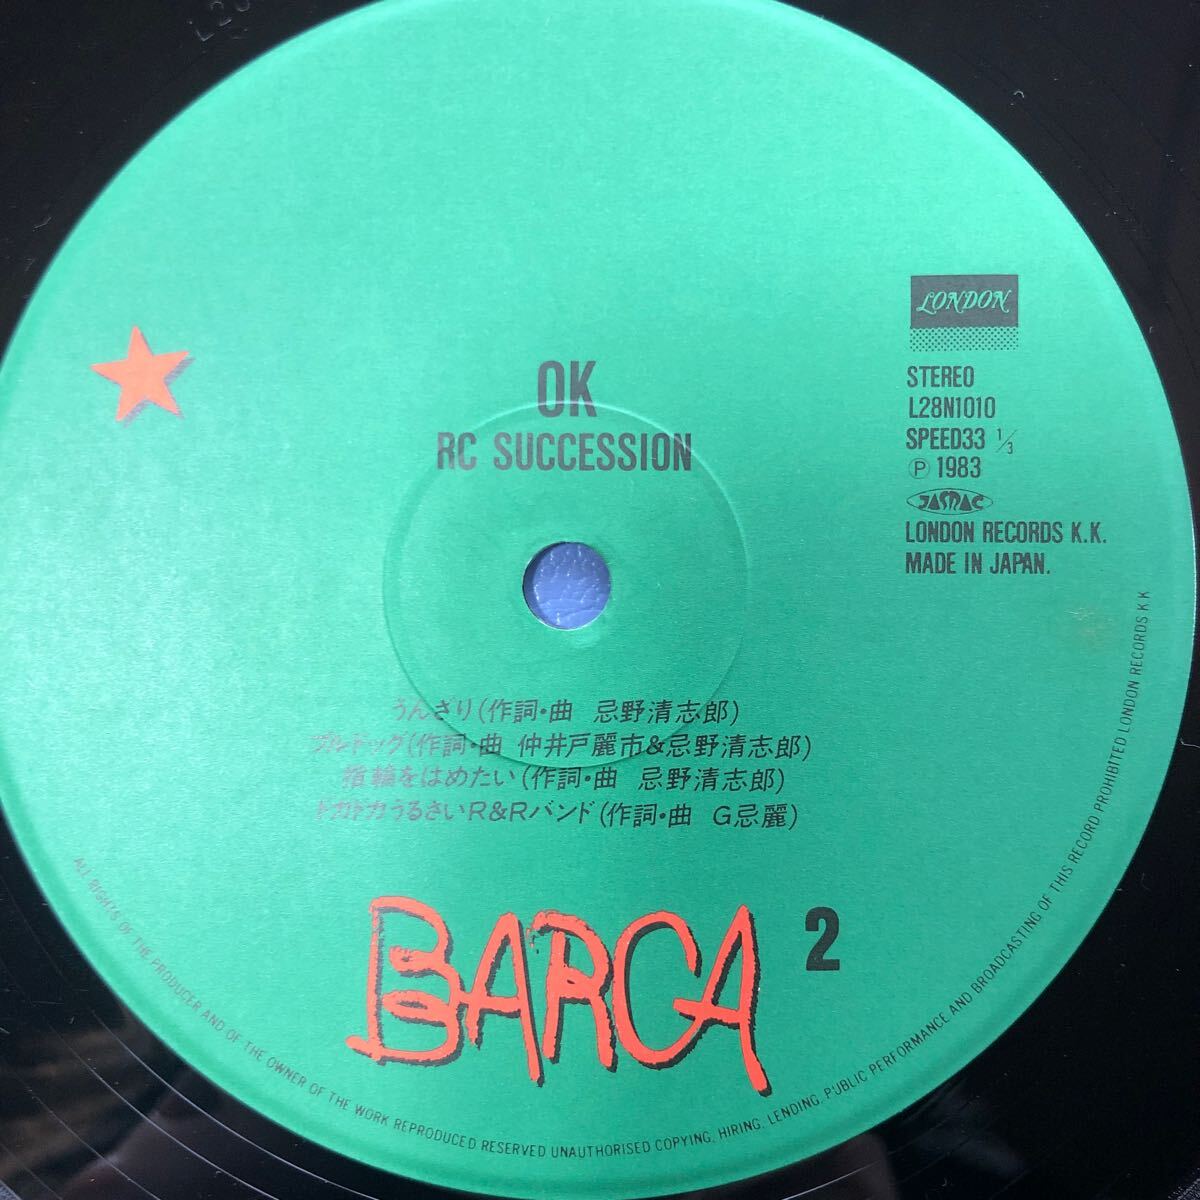 LONDON
STEREO
L28N1010
SPEED33 1/3
Ⓟ 1983
JASRAC
LONDON RECORDS K.K.
MADE IN JAPAN.
OK
RC SUCCESSION
うんざり(作詞・曲 忌野清志郎)
ブルドッグ(作詞・曲 仲井戸麗市&忌野清志郎)
指輪をはめたい(作詞・曲 忌野清志郎)
ドカドカうるさいR&Rバンド(作詞・曲 G忌麗)
BARCA 2
ALL RIGHTS OF THE PRODUCER AND OF THE OWNER OF THE WORK REPRODUCED RESERVED UNAUTHORISED COPYING, HIRING, LENDING, PUBLIC PERFORMANCE AND BROADCASTING OF THIS RECORD PROHIBITED LONDON RECORDS K K